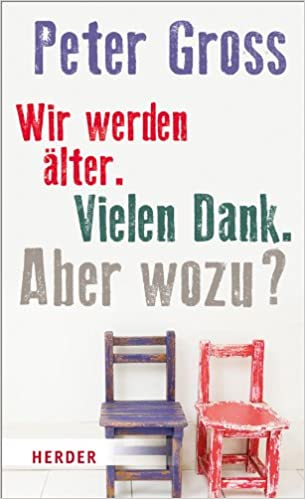 Peter Gross
Wir werden
älter.
Vielen Dank.
Aber wozu?
HERDER